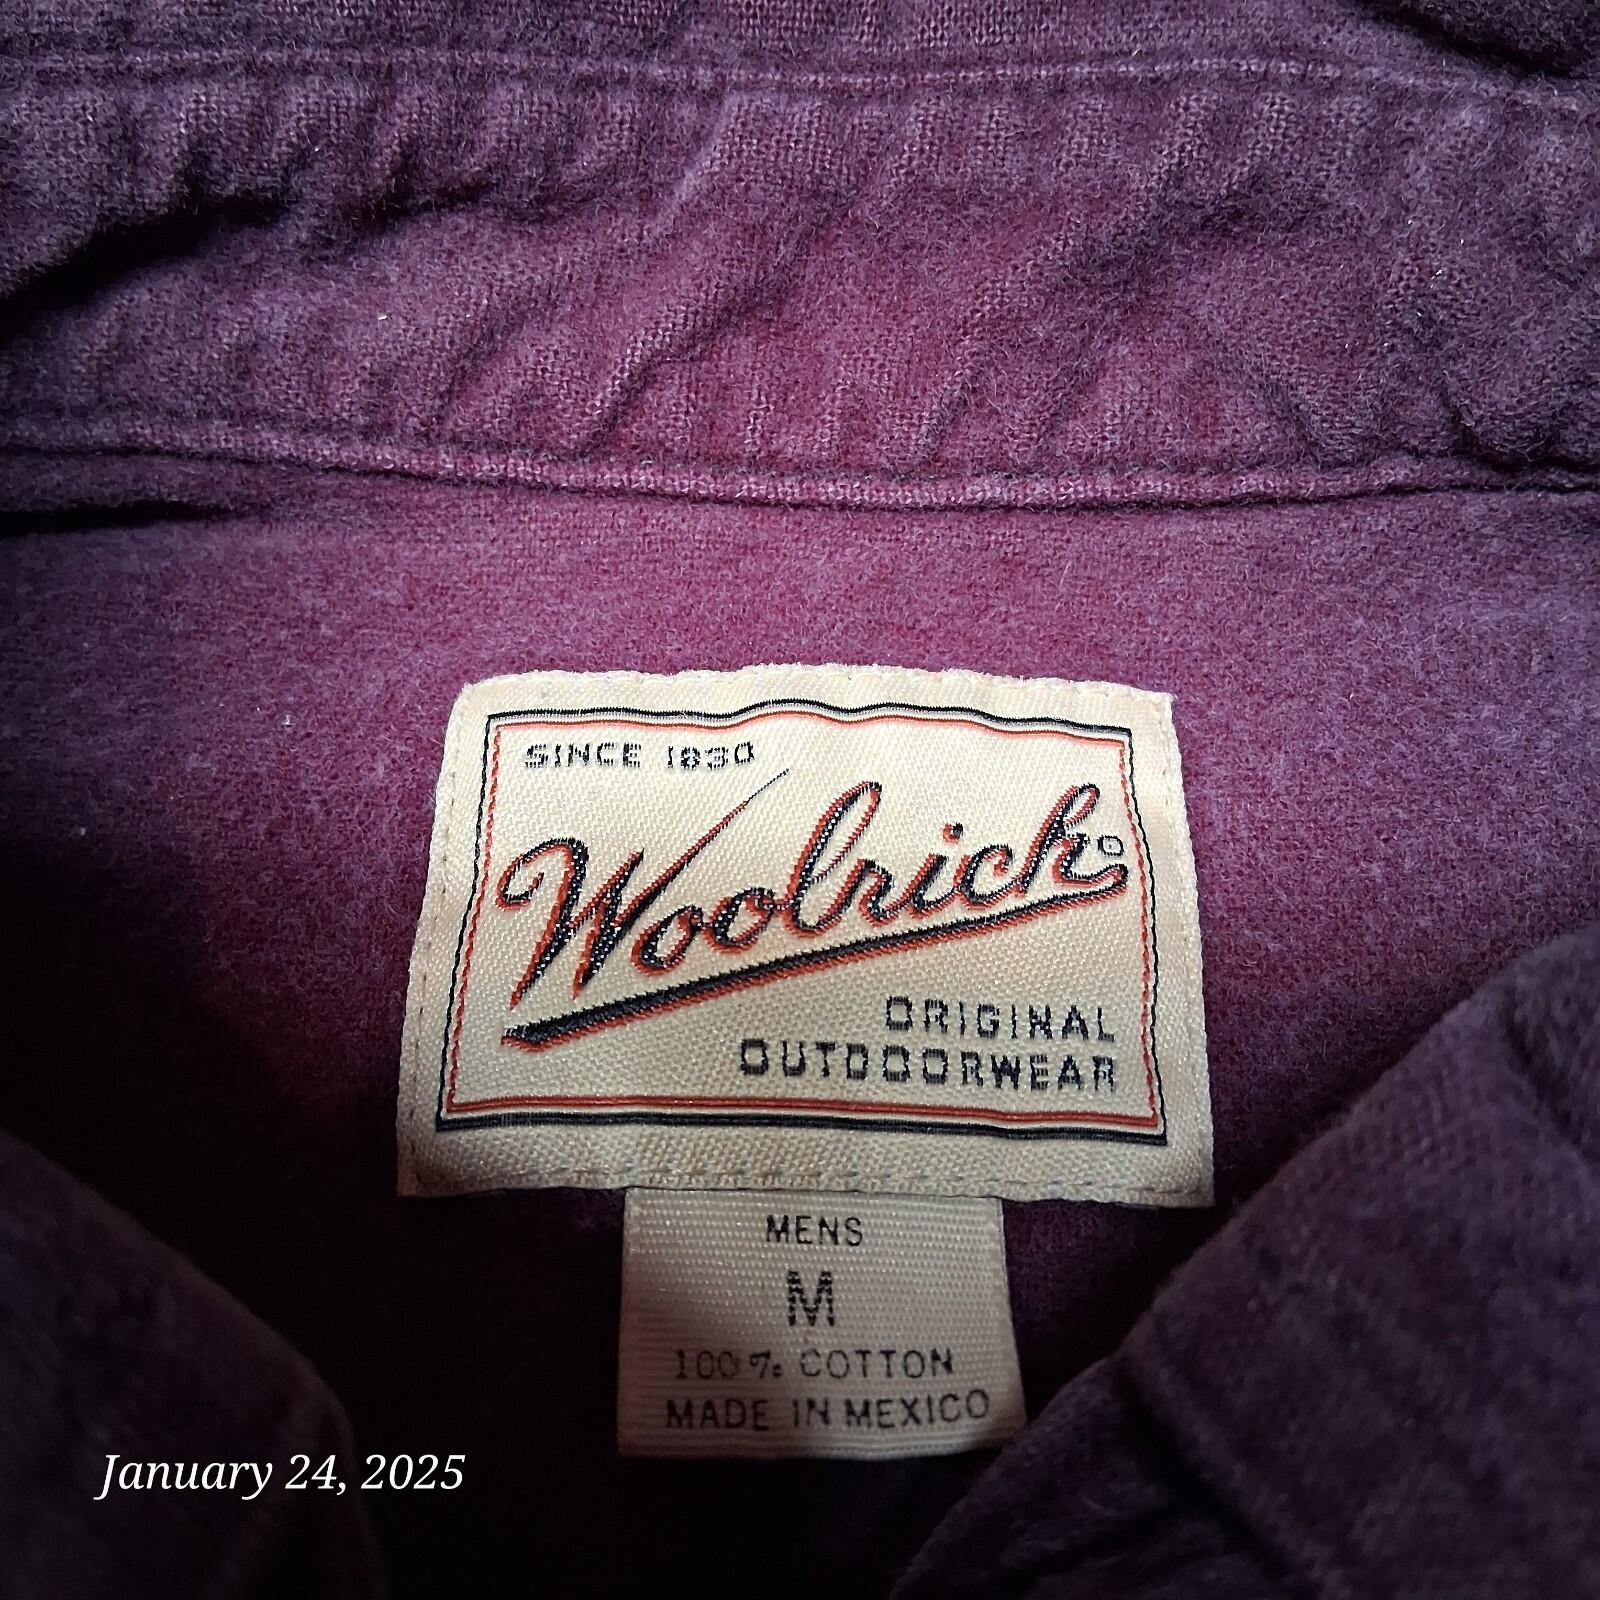 SINCE 1830
Woolrich®
ORIGINAL
OUTDOORWEAR
MENS
M
100% COTTON
MADE IN MEXICO
January 24, 2025